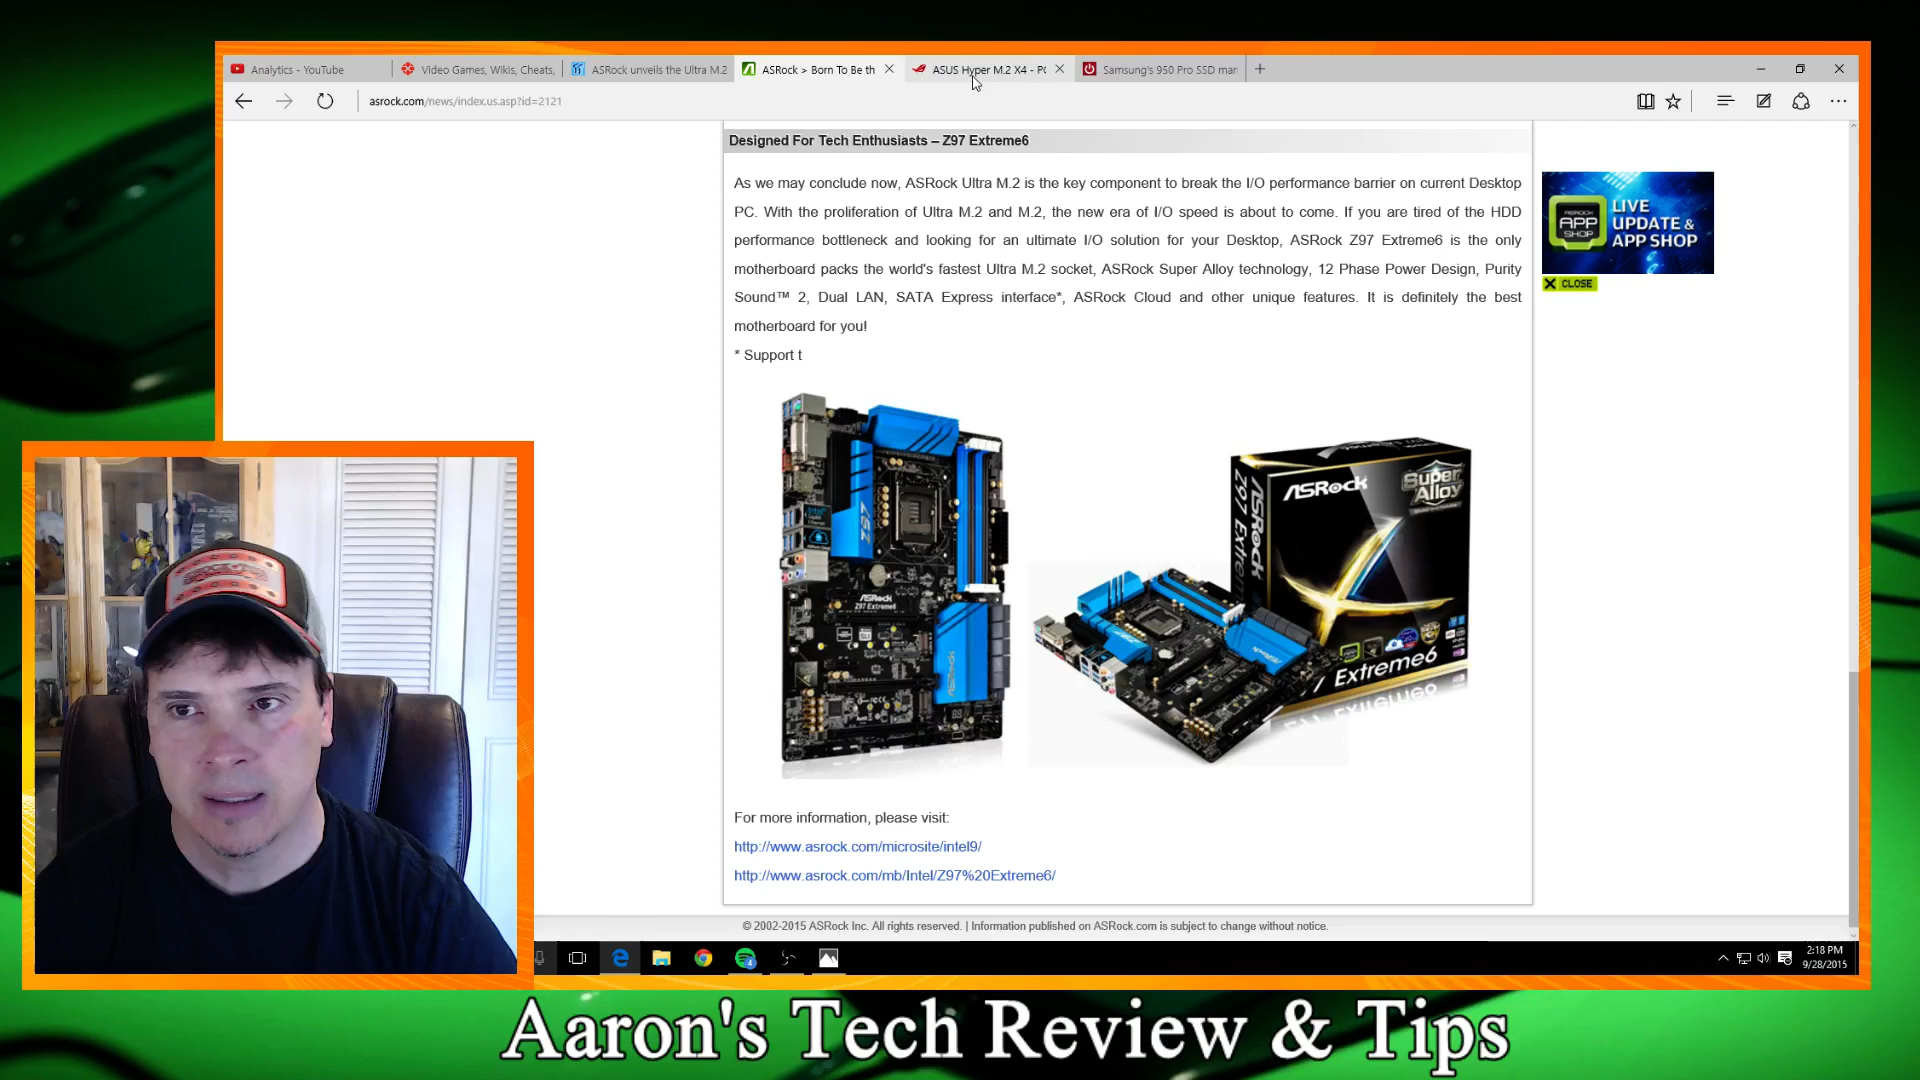 Analytics - YouTube
Video Games, Wikis, Cheats,
ASRock unveils the Ultra M.2
ASRock > Born To Be th
ASUS Hyper M.2 X4 - PC
Samsung's 950 Pro SSD mar
asrock.com/news/index.us.asp?id=2121
Designed For Tech Enthusiasts – Z97 Extreme6
As we may conclude now, ASRock Ultra M.2 is the key component to break the I/O performance barrier on current Desktop
PC. With the proliferation of Ultra M.2 and M.2, the new era of I/O speed is about to come. If you are tired of the HDD
performance bottleneck and looking for an ultimate I/O solution for your Desktop, ASRock Z97 Extreme6 is the only
motherboard packs the world's fastest Ultra M.2 socket, ASRock Super Alloy technology, 12 Phase Power Design, Purity
Sound™ 2, Dual LAN, SATA Express interface*, ASRock Cloud and other unique features. It is definitely the best
motherboard for you!
* Support t
ASROCK
APP
SHOP
LIVE
UPDATE &
APP SHOP
X CLOSE
ASRock
Z97 Extreme6
ASRock
ASRock
Super
Alloy
ASRock
Z97 Extreme6
For more information, please visit:
http://www.asrock.com/microsite/intel9/
http://www.asrock.com/mb/Intel/Z97%20Extreme6/
© 2002-2015 ASRock Inc. All rights reserved. | Information published on ASRock.com is subject to change without notice.
4
2:18 PM
9/28/2015
Aaron's Tech Review & Tips